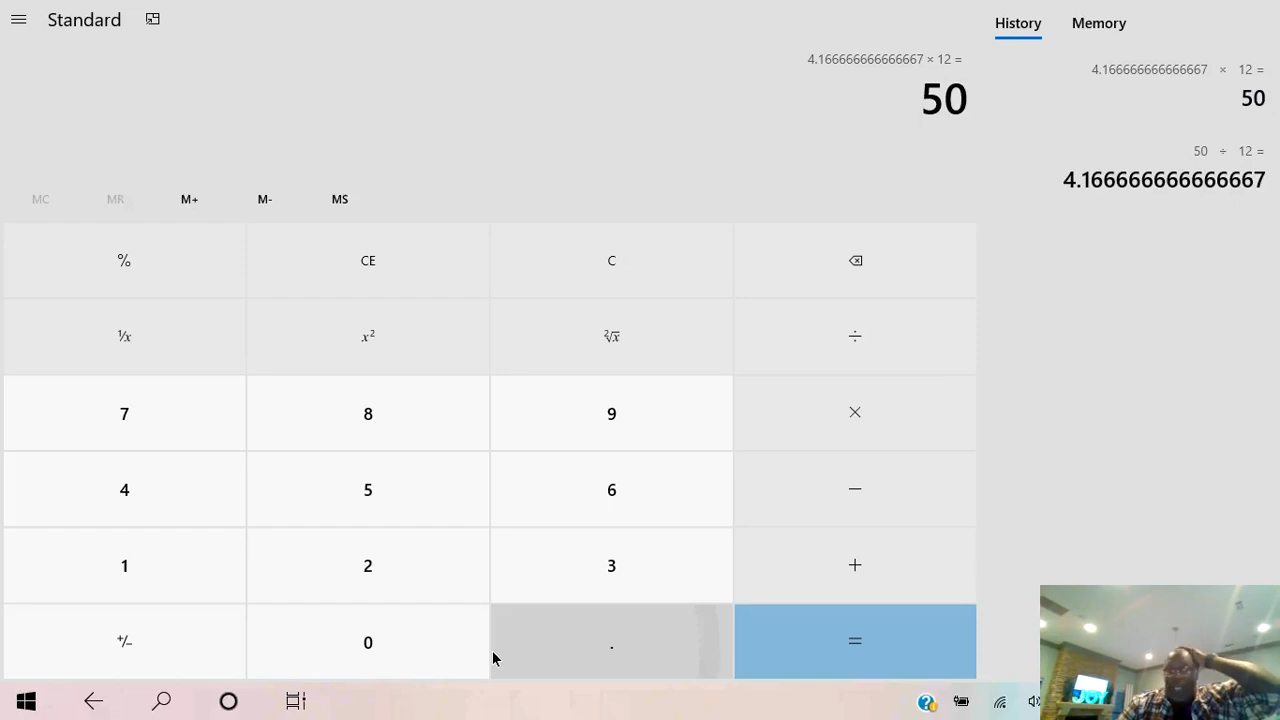 Standard
4.166666666666667 × 12 =
50
MC MR M+ M- MS
% CE C
1/x x² ²√x ÷
7 8 9 ×
4 5 6 −
1 2 3 +
+/− 0 . =
History Memory
4.166666666666667 × 12 =
50
50 ÷ 12 =
4.166666666666667
JOY